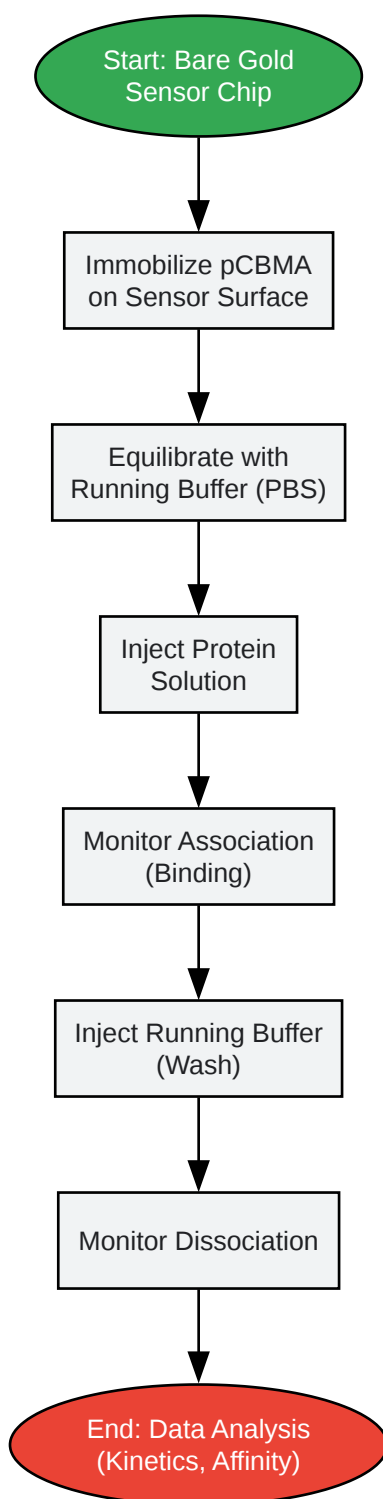 Start: Bare Gold
Sensor Chip
Immobilize pCBMA
on Sensor Surface
Equilibrate with
Running Buffer (PBS)
Inject Protein
Solution
Monitor Association
(Binding)
Inject Running Buffer
(Wash)
Monitor Dissociation
End: Data Analysis
(Kinetics, Affinity)